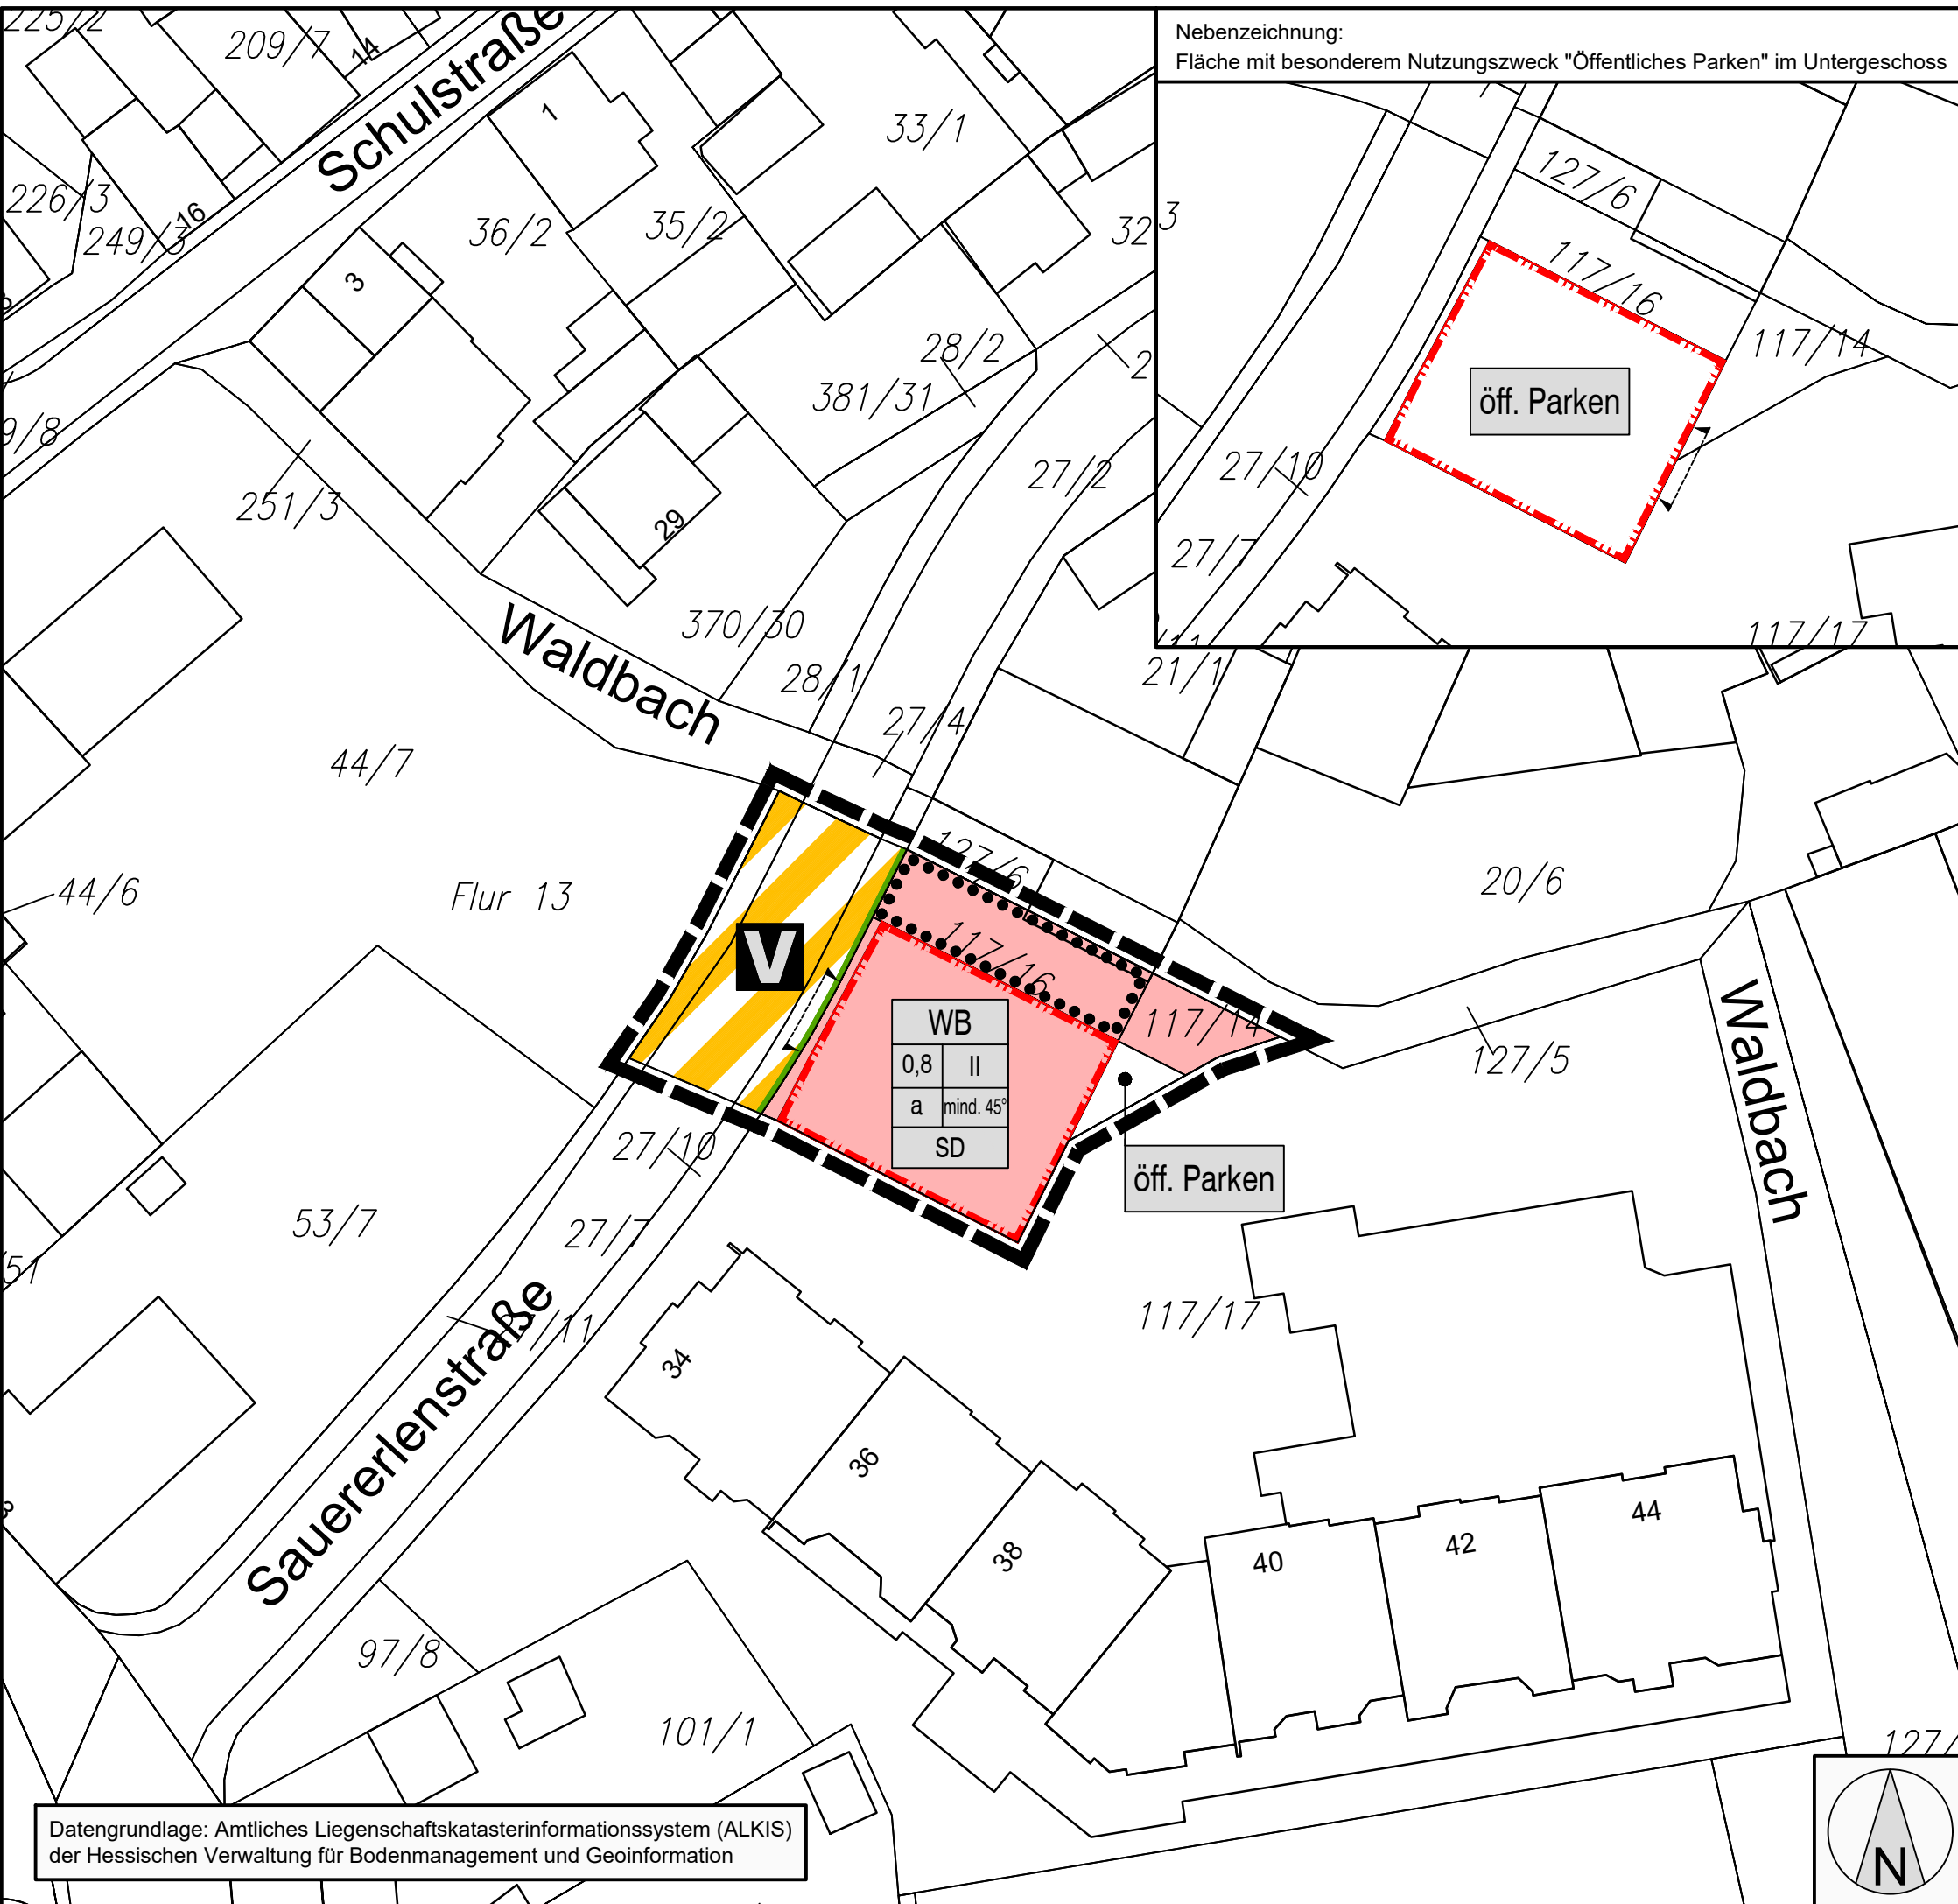 225/2
209/7
14
Schulstraße
1
33/1
Nebenzeichnung:
Fläche mit besonderem Nutzungszweck "Öffentliches Parken" im Untergeschoss
226/3
249/3
16
36/2
35/2
32
3
127/6
117/16
117/14
3
28/2
2
381/31
öff. Parken
9/8
251/3
29
27/2
27/10
27/7
117/17
Waldbach
370/30
28/1
21/1
27/4
44/7
44/6
Flur 13
127/6
20/6
V
117/16
117/14
WB
0,8
II
a
mind. 45°
SD
127/5
Waldbach
27/10
öff. Parken
53/7
27/7
51
117/17
Sauererlenstraße
34
36
38
40
42
44
97/8
101/1
127/
Datengrundlage: Amtliches Liegenschaftskatasterinformationssystem (ALKIS)
der Hessischen Verwaltung für Bodenmanagement und Geoinformation
N